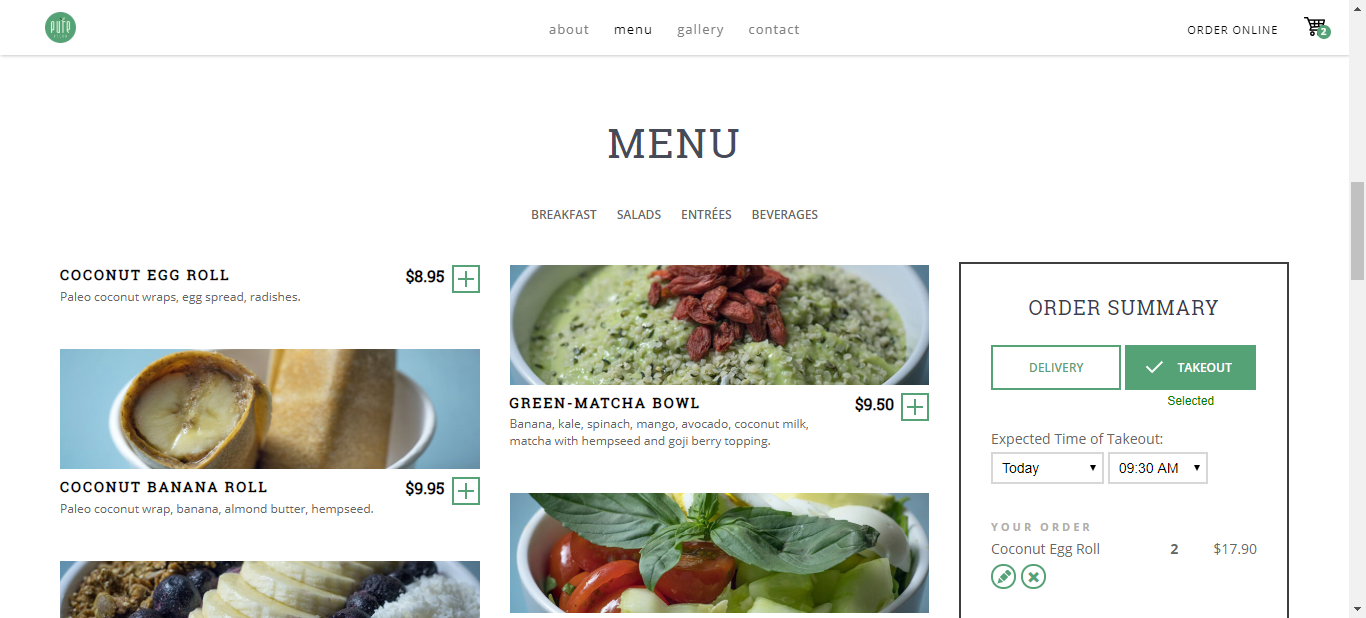 pure
about menu gallery contact
ORDER ONLINE
2
MENU
BREAKFAST SALADS ENTRÉES BEVERAGES
COCONUT EGG ROLL $8.95
Paleo coconut wraps, egg spread, radishes.
COCONUT BANANA ROLL $9.95
Paleo coconut wrap, banana, almond butter, hempseed.
GREEN-MATCHA BOWL $9.50
Banana, kale, spinach, mango, avocado, coconut milk,
matcha with hempseed and goji berry topping.
ORDER SUMMARY
DELIVERY TAKEOUT
Selected
Expected Time of Takeout:
Today 09:30 AM
YOUR ORDER
Coconut Egg Roll 2 $17.90